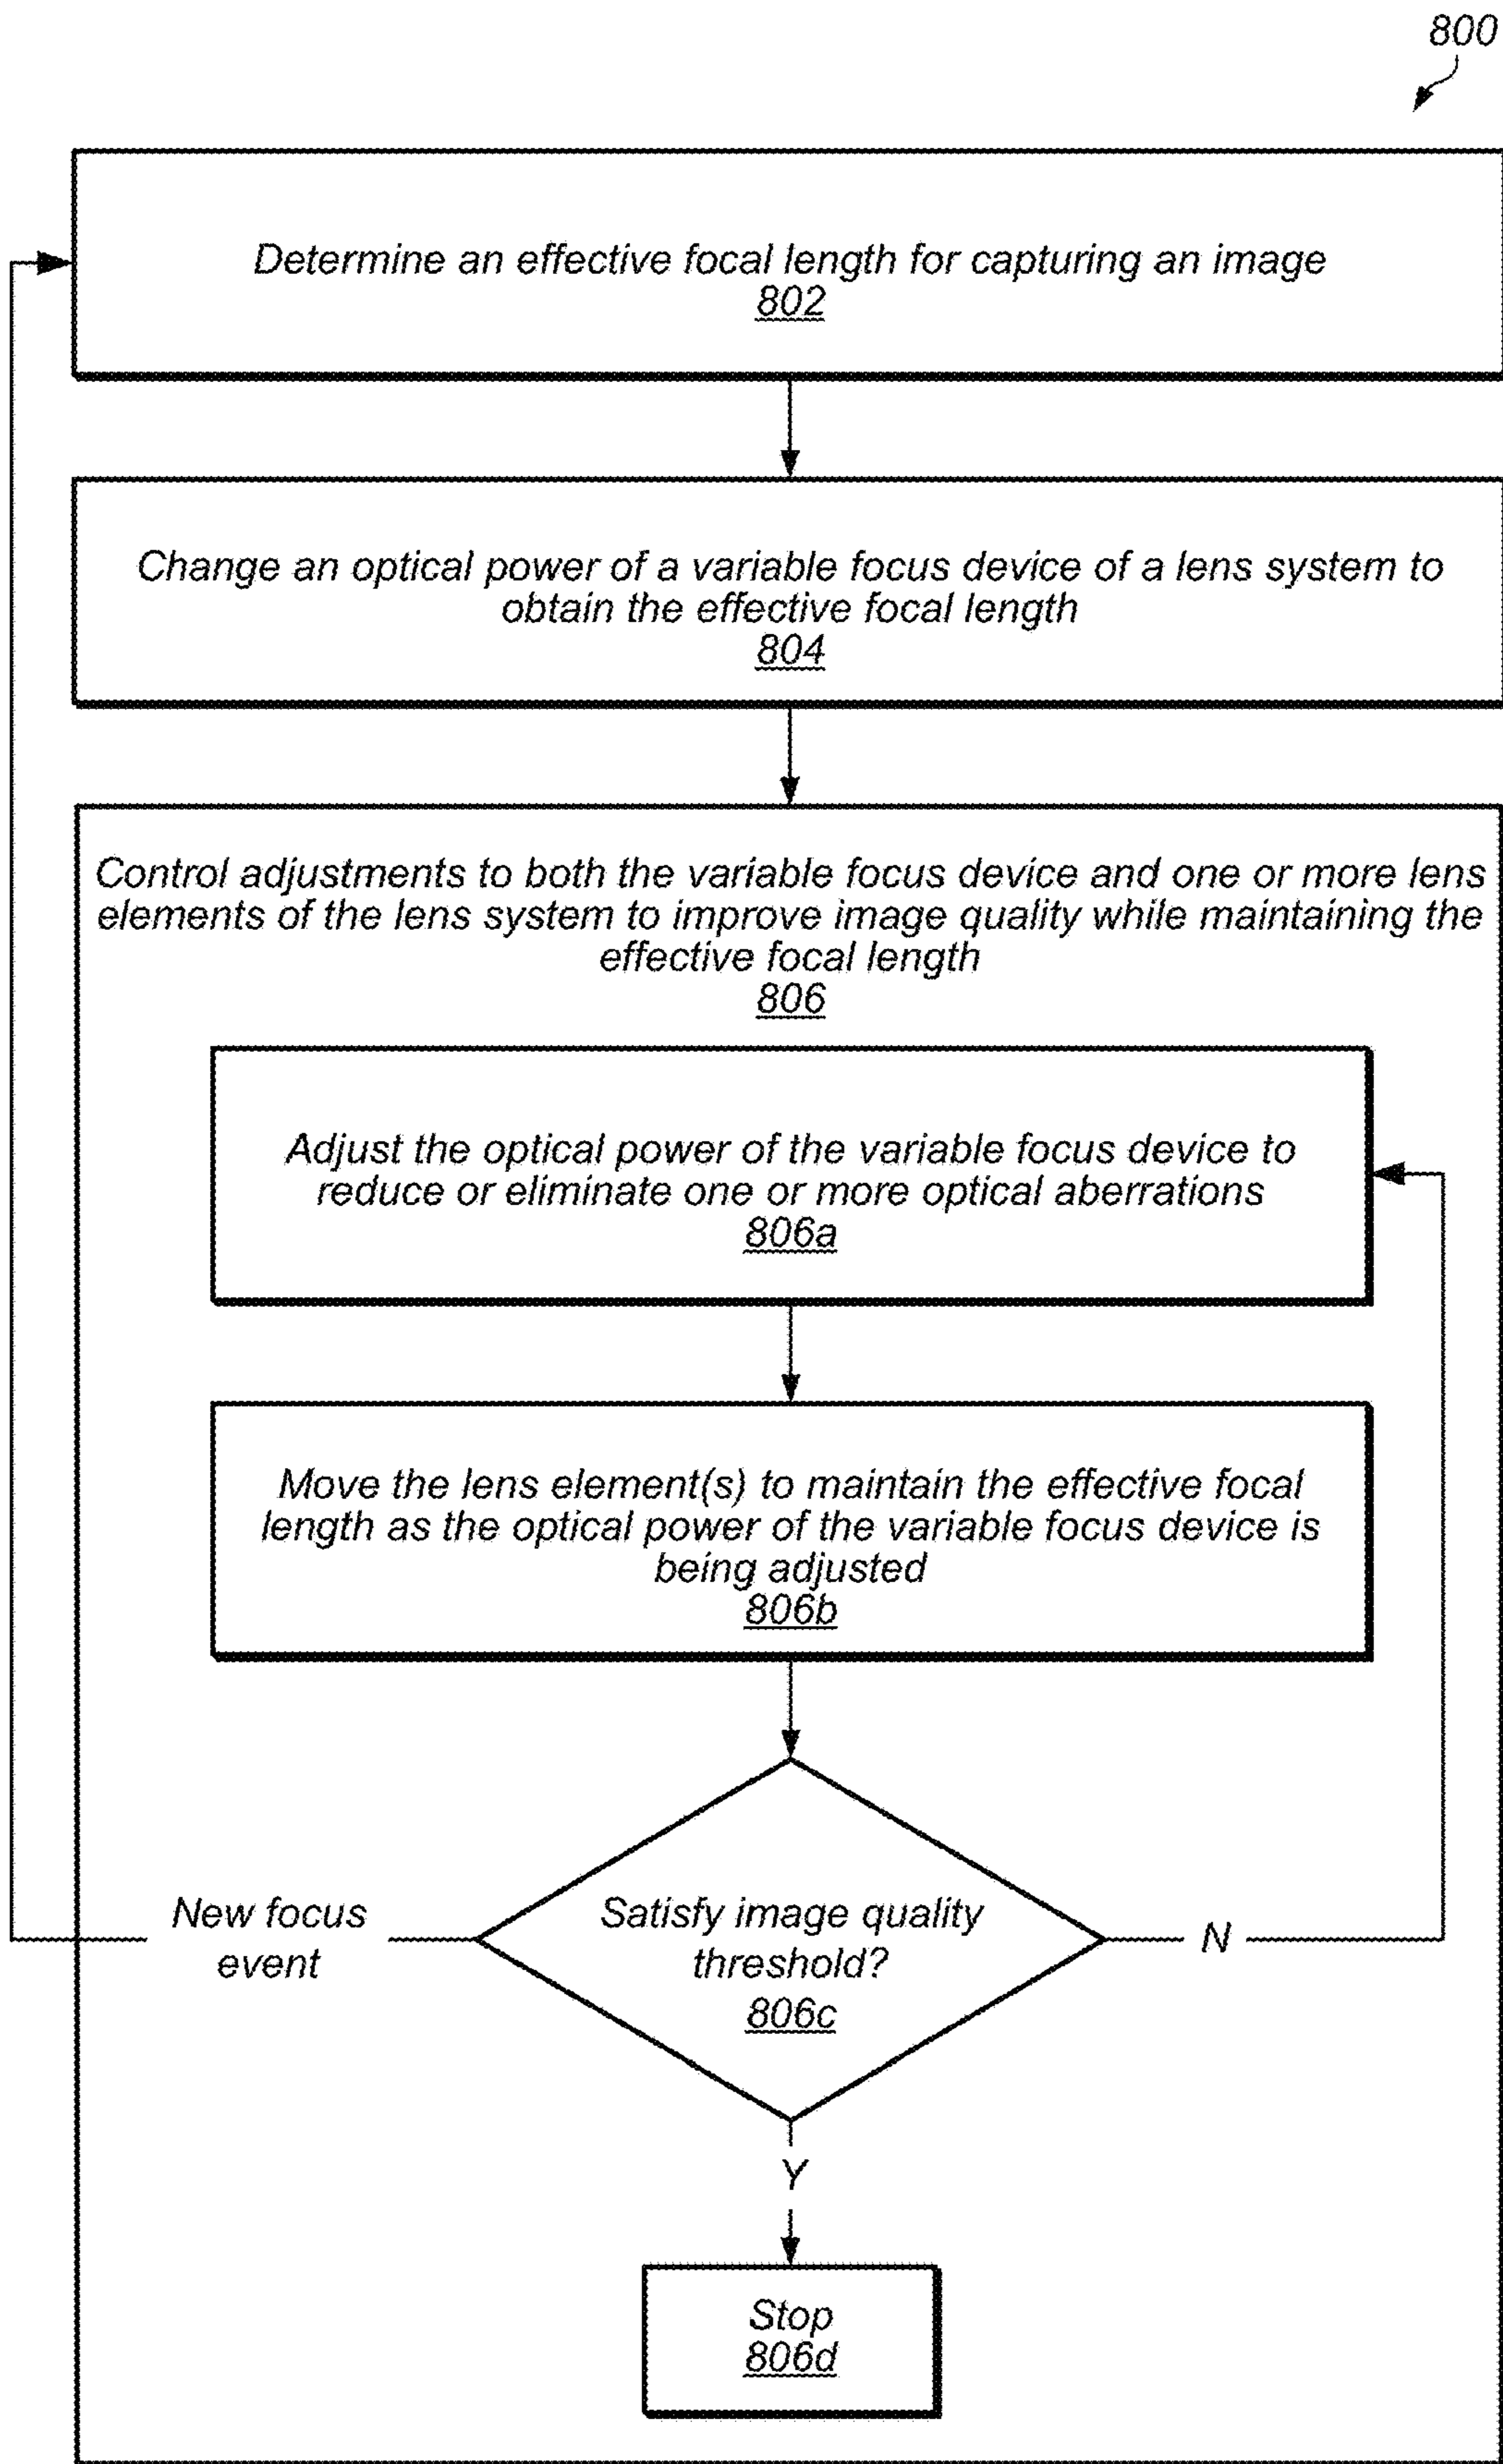 800
Determine an effective focal length for capturing an image
802
Change an optical power of a variable focus device of a lens system to
obtain the effective focal length
804
Control adjustments to both the variable focus device and one or more lens
elements of the lens system to improve image quality while maintaining the
effective focal length
806
Adjust the optical power of the variable focus device to
reduce or eliminate one or more optical aberrations
806a
Move the lens element(s) to maintain the effective focal
length as the optical power of the variable focus device is
being adjusted
806b
New focus
event
Satisfy image quality
threshold?
806c
N
Y
Stop
806d